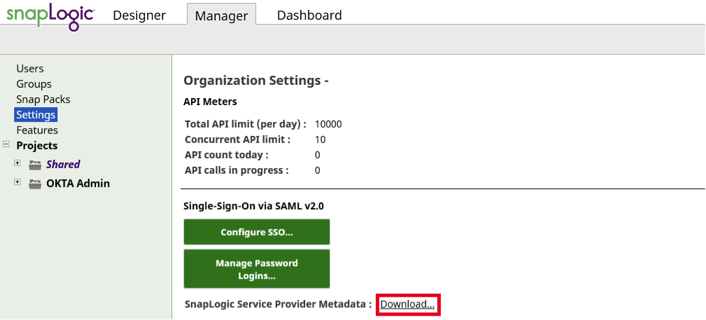 snapLogic
Designer
Manager
Dashboard
Users
Groups
Snap Packs
Settings
Features
Projects
Shared
OKTA Admin
Organization Settings -
API Meters
Total API limit (per day) : 10000
Concurrent API limit : 10
API count today : 0
API calls in progress : 0
Single-Sign-On via SAML v2.0
Configure SSO...
Manage Password
Logins...
SnapLogic Service Provider Metadata : Download...